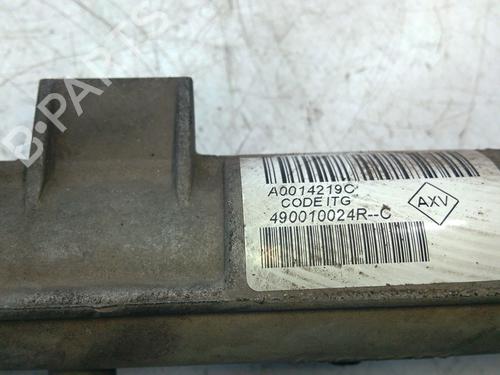 A0014219C
CODE ITG
490010024R--C
AXV
B-PARTS